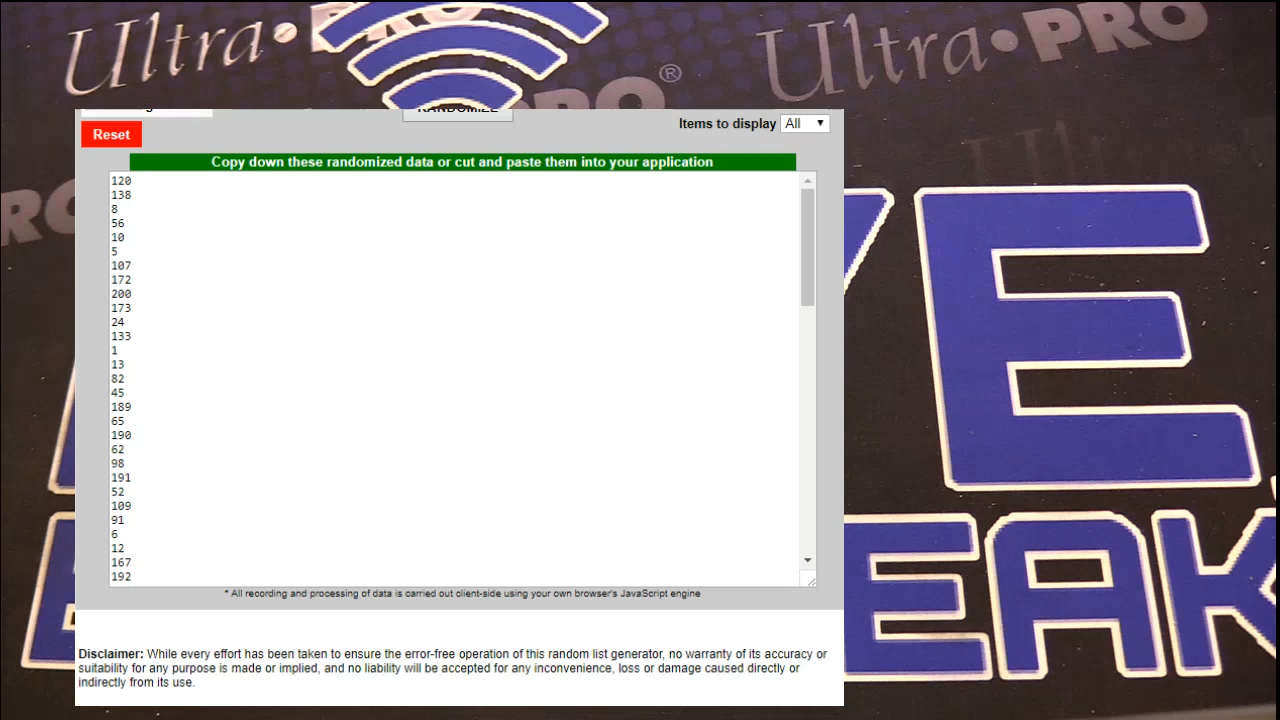 Ultra•PRO
Ultra•PRO
PRO®
PRO
RANDOMIZE
Items to display All
Reset
Copy down these randomized data or cut and paste them into your application
120
138
8
56
10
5
107
172
200
173
24
133
1
13
82
45
189
65
190
62
98
191
52
109
91
6
12
167
192
* All recording and processing of data is carried out client-side using your own browser's JavaScript engine
Disclaimer: While every effort has been taken to ensure the error-free operation of this random list generator, no warranty of its accuracy or
suitability for any purpose is made or implied, and no liability will be accepted for any inconvenience, loss or damage caused directly or
indirectly from its use.